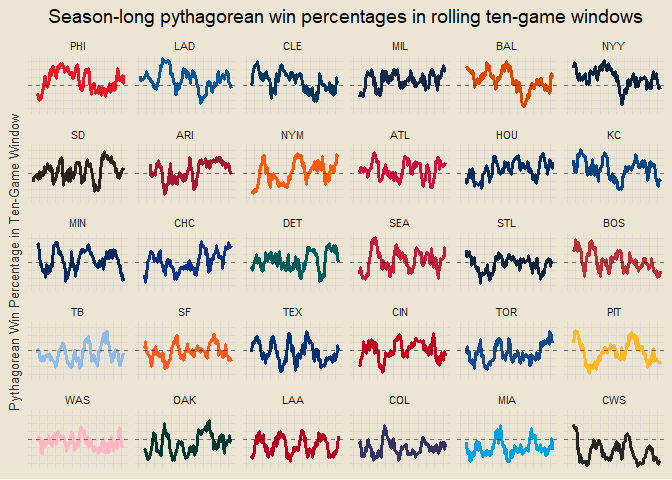 Season-long pythagorean win percentages in rolling ten-game windows
Pythagorean Win Percentage in Ten-Game Window
PHI LAD CLE MIL BAL NYY
SD ARI NYM ATL HOU KC
MIN CHC DET SEA STL BOS
TB SF TEX CIN TOR PIT
WAS OAK LAA COL MIA CWS